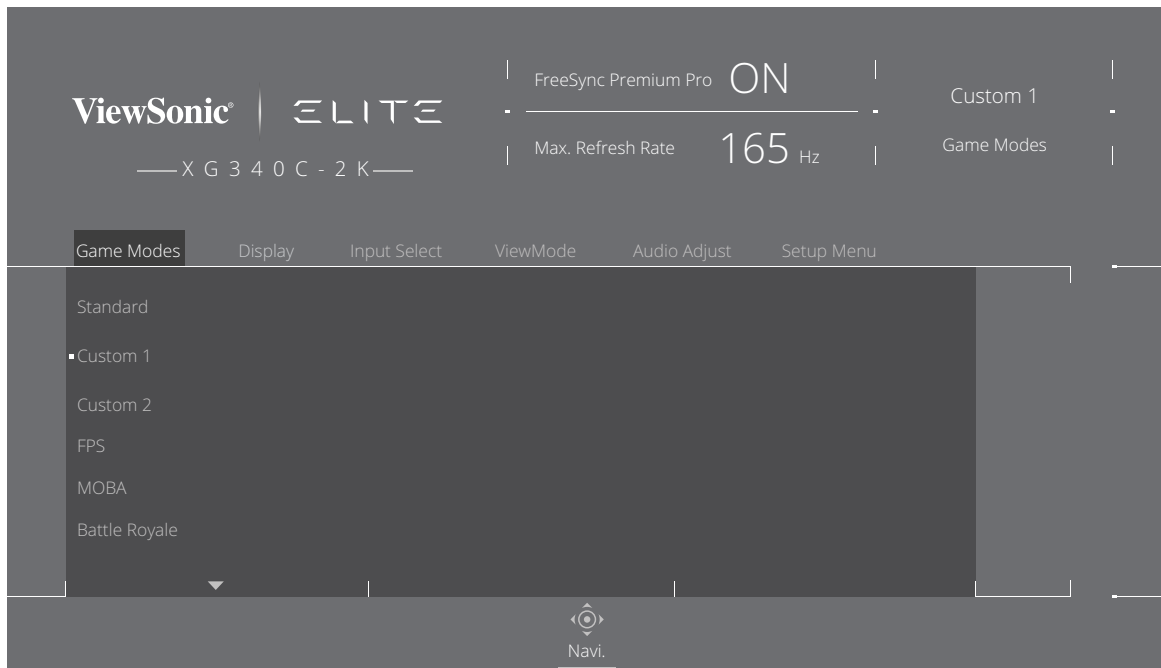 ViewSonic® | ELITE
XG340C-2K
FreeSync Premium Pro ON
Max. Refresh Rate 165 Hz
Custom 1
Game Modes
Game Modes Display Input Select ViewMode Audio Adjust Setup Menu
Standard
Custom 1
Custom 2
FPS
MOBA
Battle Royale
Navi.